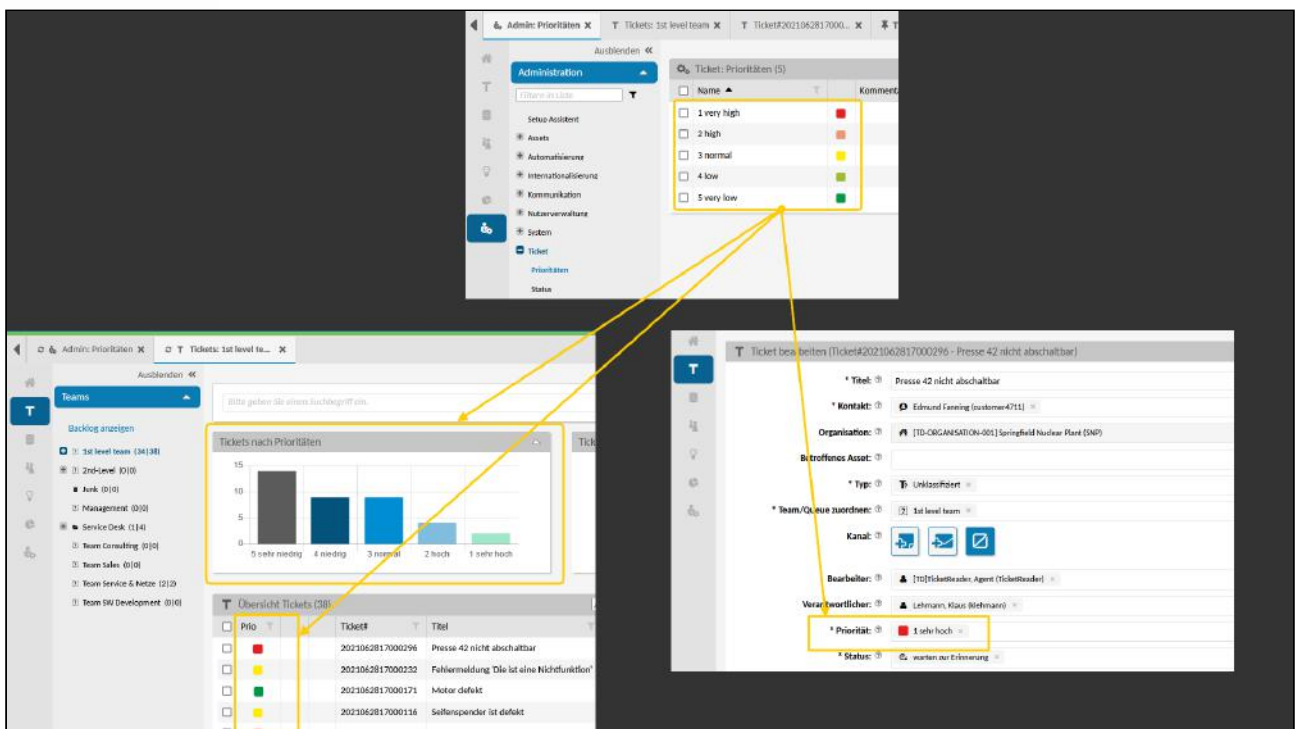 Admin: Prioritäten
Tickets: 1st level team
Ticket#2021062817000...
Ausblenden
Administration
Filtern in Liste
Setup Assistent
Assets
Automatisierung
Internationalisierung
Kommunikation
Nutzerverwaltung
System
Ticket
Prioritäten
Status
Ticket: Prioritäten (5)
Name
Komment
1 very high
2 high
3 normal
4 low
5 very low
Admin: Prioritäten
Tickets: 1st level te...
Ausblenden
Teams
Backlog anzeigen
1st level team (34|38)
2nd-Level (0|0)
Junk (0|0)
Management (0|0)
Service Desk (1|4)
Team Consulting (0|0)
Team Sales (0|0)
Team Service & Netze (2|2)
Team SW Development (0|0)
Bitte geben Sie einen Suchbegriff ein.
Tickets nach Prioritäten
Tick
15
10
5
0
5 sehr niedrig 4 niedrig 3 normal 2 hoch 1 sehr hoch
Übersicht Tickets (38)
Prio Ticket# Titel
2021062817000296 Presse 42 nicht abschaltbar
2021062817000232 Fehlermeldung 'Die ist eine Nichtfunktion'
2021062817000171 Motor defekt
2021062817000116 Seifenspender ist defekt
Ticket bearbeiten (Ticket#2021062817000296 - Presse 42 nicht abschaltbar)
* Titel: Presse 42 nicht abschaltbar
* Kontakt: Edmund Fanning (customer4711)
Organisation: [TD-ORGANISATION-001] Springfield Nuclear Plant (SNP)
Betroffenes Asset:
* Typ: Unklassifiziert
* Team/Queue zuordnen: 1st level team
Kanal:
Bearbeiter: [TD]TicketReader, Agent (TicketReader)
Verantwortlicher: Lehmann, Klaus (klehmann)
* Priorität: 1 sehr hoch
* Status: warten zur Erinnerung